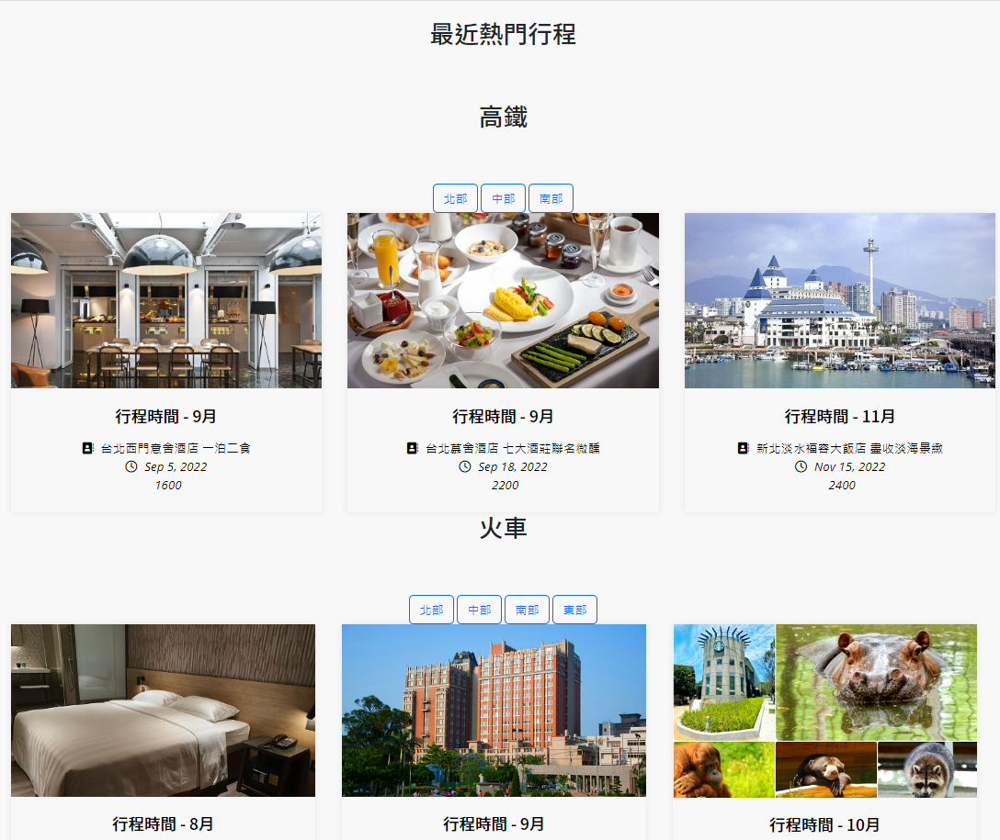 最近熱門行程
高鐵
北部 中部 南部
行程時間 - 9月
台北西門意舍酒店 一泊二食
Sep 5, 2022
1600
行程時間 - 9月
台北慕舍酒店 七大酒莊聯名微醺
Sep 18, 2022
2200
行程時間 - 11月
新北淡水福容大飯店 盡收淡海景緻
Nov 15, 2022
2400
火車
北部 中部 南部 東部
行程時間 - 8月
行程時間 - 9月
行程時間 - 10月